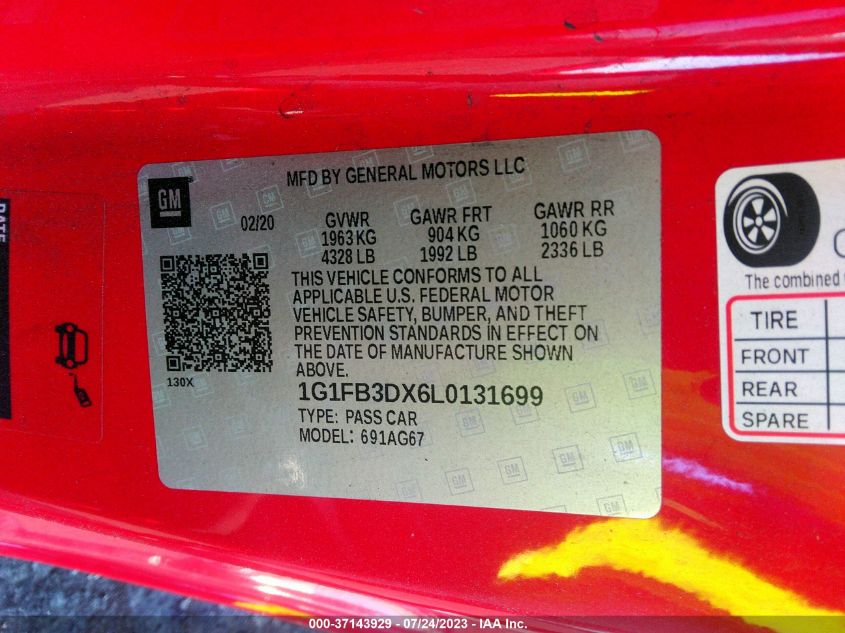 DATE
GM
MFD BY GENERAL MOTORS LLC
02/20
GVWR GAWR FRT GAWR RR
1963 KG 904 KG 1060 KG
4328 LB 1992 LB 2336 LB
THIS VEHICLE CONFORMS TO ALL
APPLICABLE U.S. FEDERAL MOTOR
VEHICLE SAFETY, BUMPER, AND THEFT
PREVENTION STANDARDS IN EFFECT ON
THE DATE OF MANUFACTURE SHOWN
ABOVE.
130X
1G1FB3DX6L0131699
TYPE: PASS CAR
MODEL: 691AG67
The combined
TIRE
FRONT
REAR
SPARE
000-37143929 - 07/24/2023 - IAA Inc.